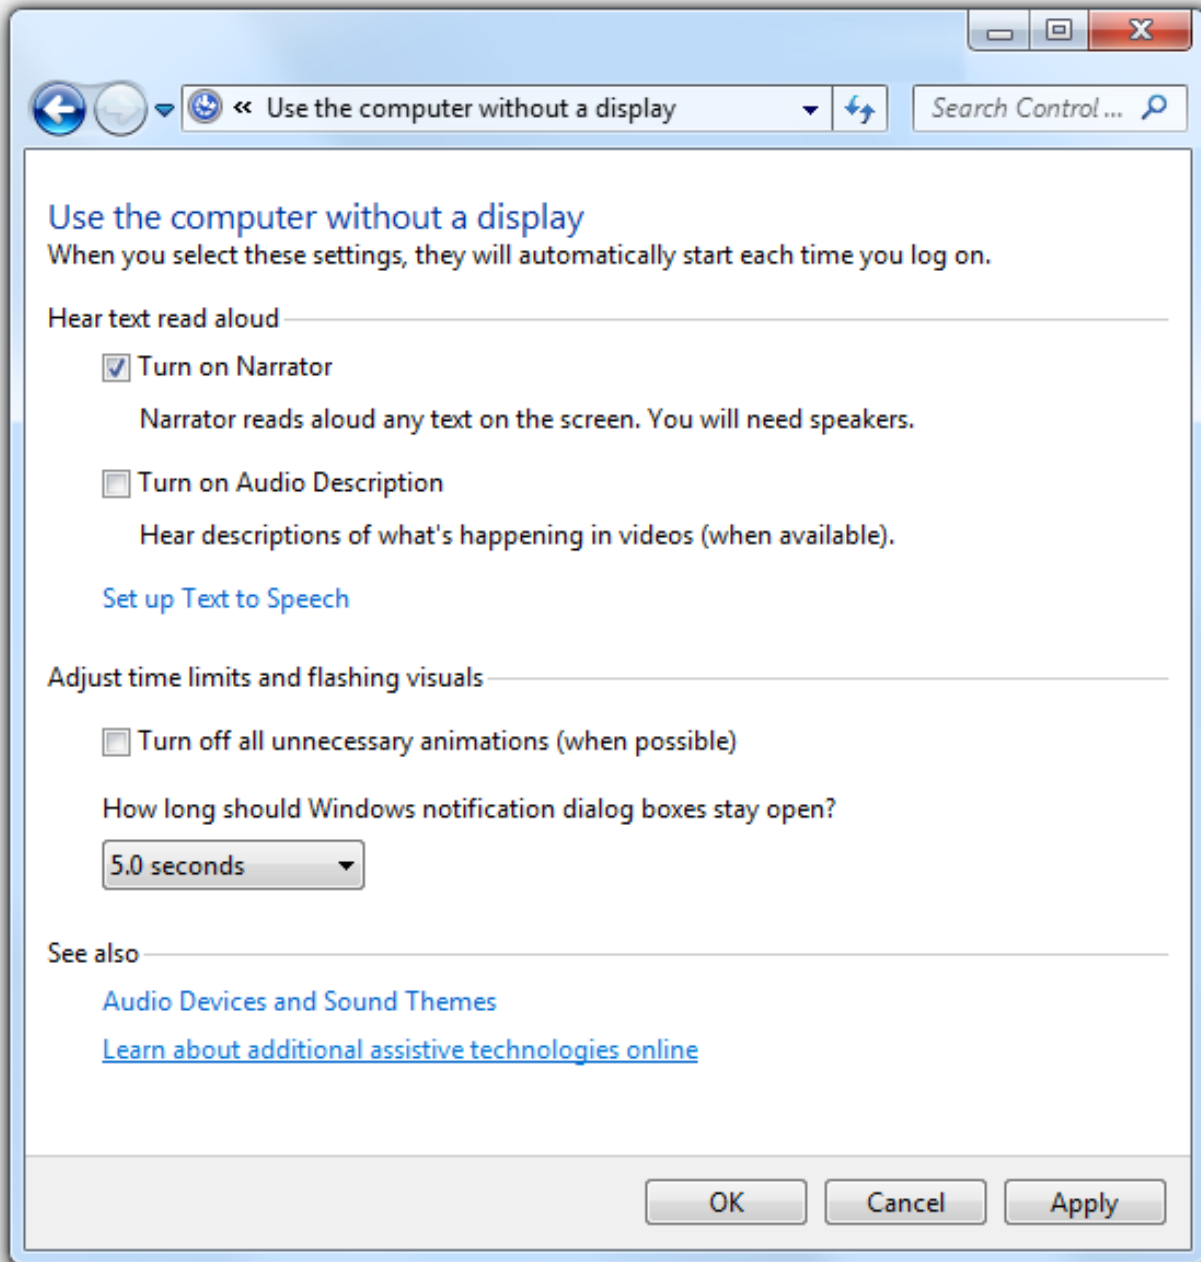 « Use the computer without a display
Search Control ...
Use the computer without a display
When you select these settings, they will automatically start each time you log on.
Hear text read aloud
Turn on Narrator
Narrator reads aloud any text on the screen. You will need speakers.
Turn on Audio Description
Hear descriptions of what's happening in videos (when available).
Set up Text to Speech
Adjust time limits and flashing visuals
Turn off all unnecessary animations (when possible)
How long should Windows notification dialog boxes stay open?
5.0 seconds
See also
Audio Devices and Sound Themes
Learn about additional assistive technologies online
OK Cancel Apply